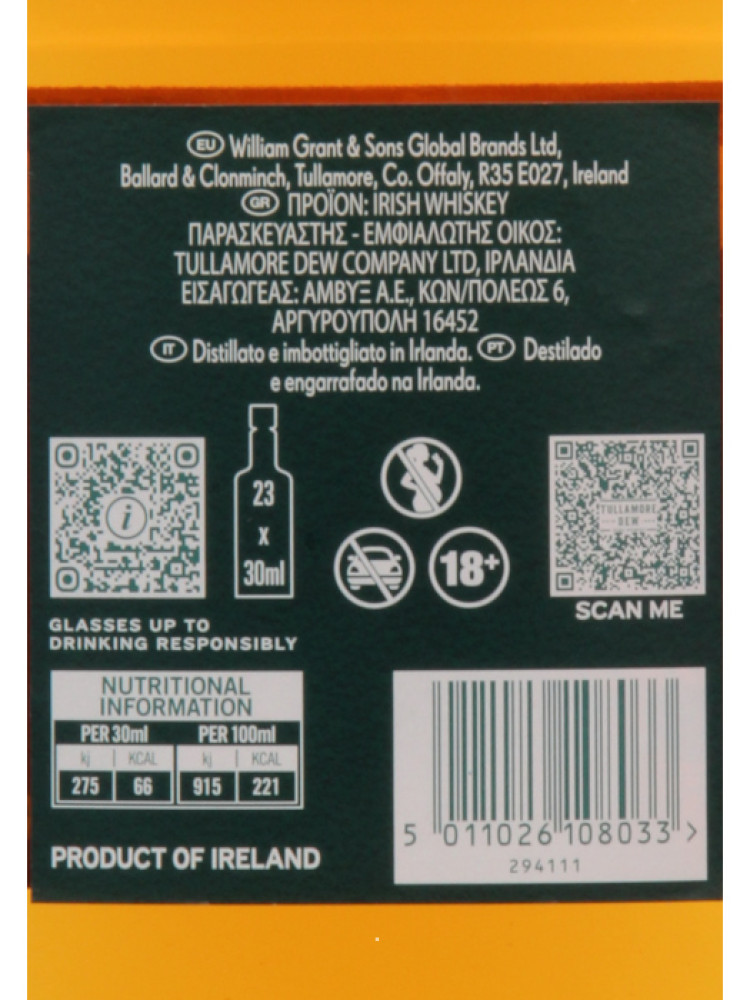 EU William Grant & Sons Global Brands Ltd,
Ballard & Clonminch, Tullamore, Co. Offaly, R35 E027, Ireland
GR ΠΡΟΪΟΝ: IRISH WHISKEY
ΠΑΡΑΣΚΕΥΑΣΤΗΣ - ΕΜΦΙΑΛΩΤΗΣ ΟΙΚΟΣ:
TULLAMORE DEW COMPANY LTD, ΙΡΛΑΝΔΙΑ
ΕΙΣΑΓΩΓΕΑΣ: ΑΜΒΥΞ Α.Ε., ΚΩΝ/ΠΟΛΕΩΣ 6,
ΑΡΓΥΡΟΥΠΟΛΗ 16452
IT Distillato e imbottigliato in Irlanda. PT Destilado
e engarrafado na Irlanda.
i
23
x
30ml
18+
TULLAMORE
DEW
SCAN ME
GLASSES UP TO
DRINKING RESPONSIBLY
NUTRITIONAL
INFORMATION
PER 30ml PER 100ml
kj KCAL kj KCAL
275 66 915 221
PRODUCT OF IRELAND
5 011026 108033 >
294111